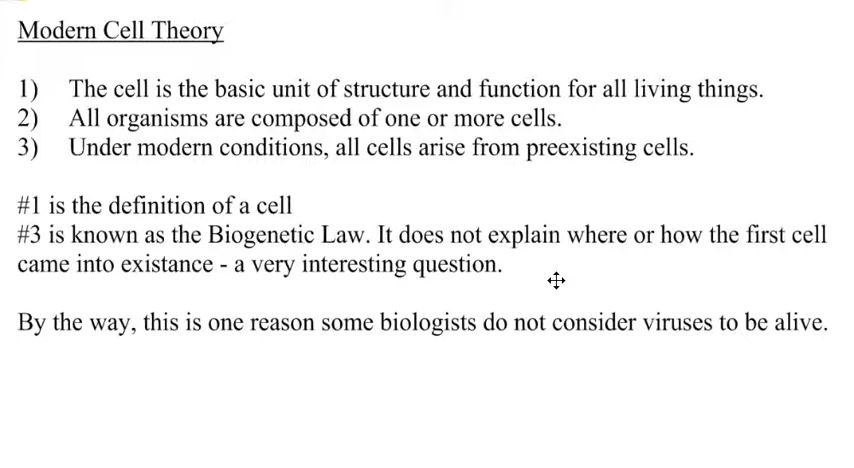 Modern Cell Theory
1) The cell is the basic unit of structure and function for all living things.
2) All organisms are composed of one or more cells.
3) Under modern conditions, all cells arise from preexisting cells.
#1 is the definition of a cell
#3 is known as the Biogenetic Law. It does not explain where or how the first cell
came into existance - a very interesting question.
By the way, this is one reason some biologists do not consider viruses to be alive.